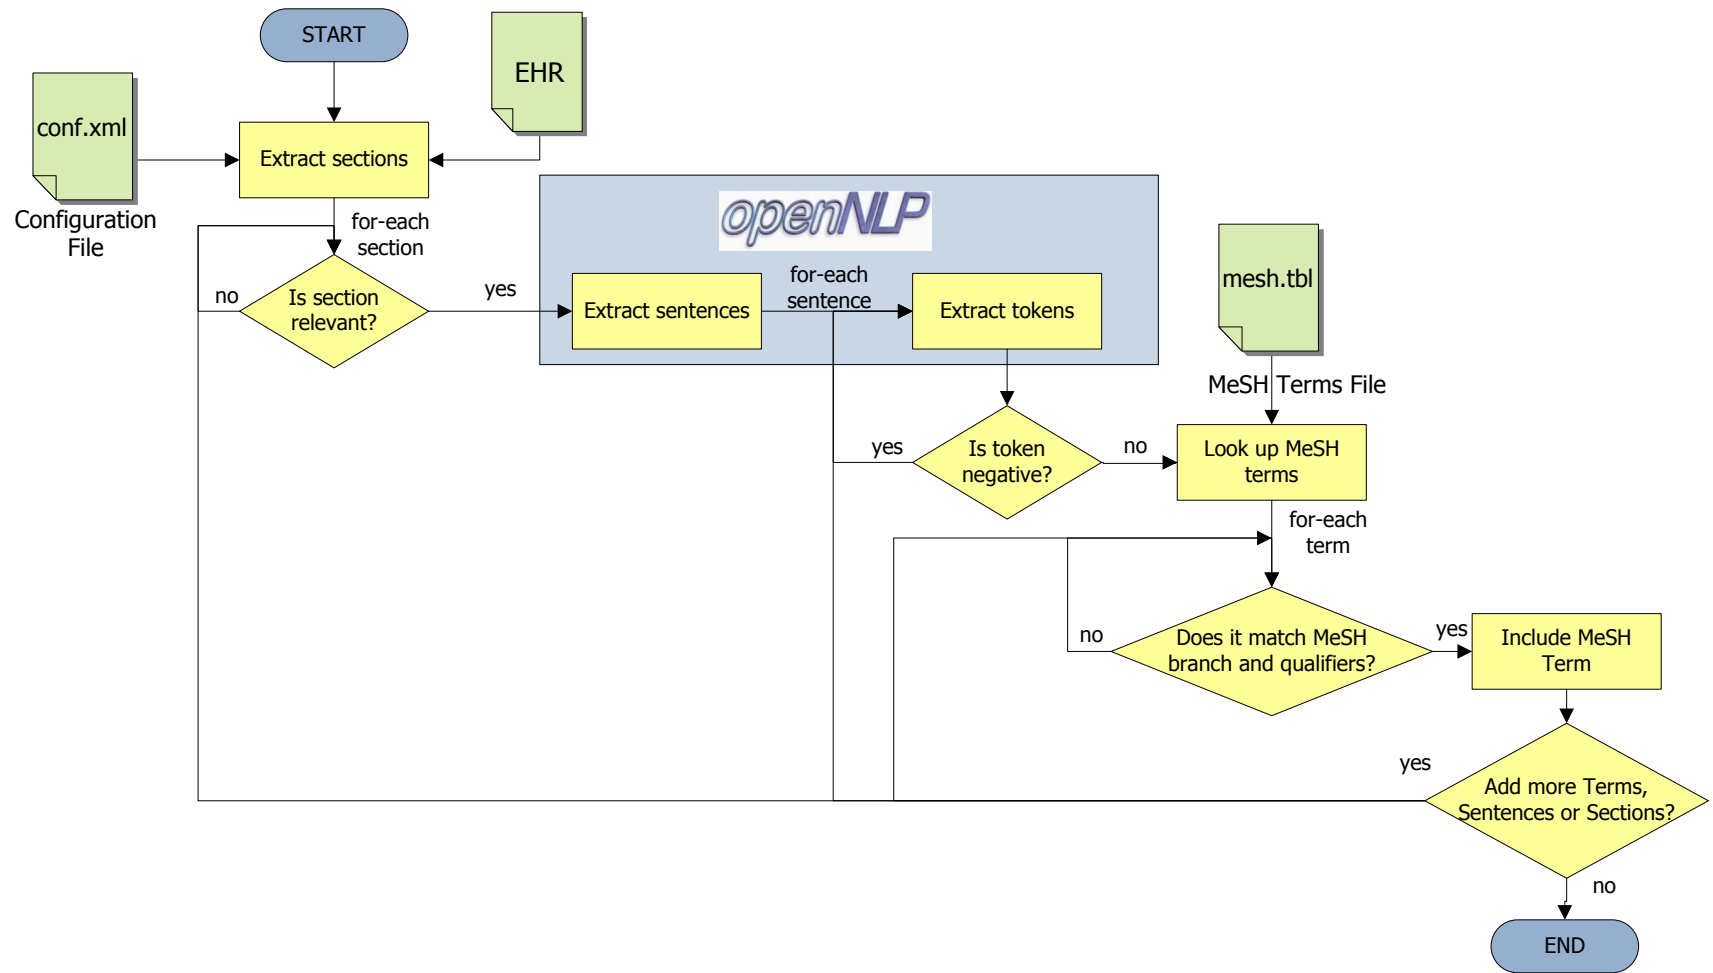 START
EHR
conf.xml
Extract sections
Configuration
File
for-each
section
openNLP
no
Is section
relevant?
yes
Extract sentences
for-each
sentence
Extract tokens
mesh.tbl
MeSH Terms File
yes
Is token
negative?
no
Look up MeSH
terms
for-each
term
no
Does it match MeSH
branch and qualifiers?
yes
Include MeSH
Term
yes
Add more Terms,
Sentences or Sections?
no
END